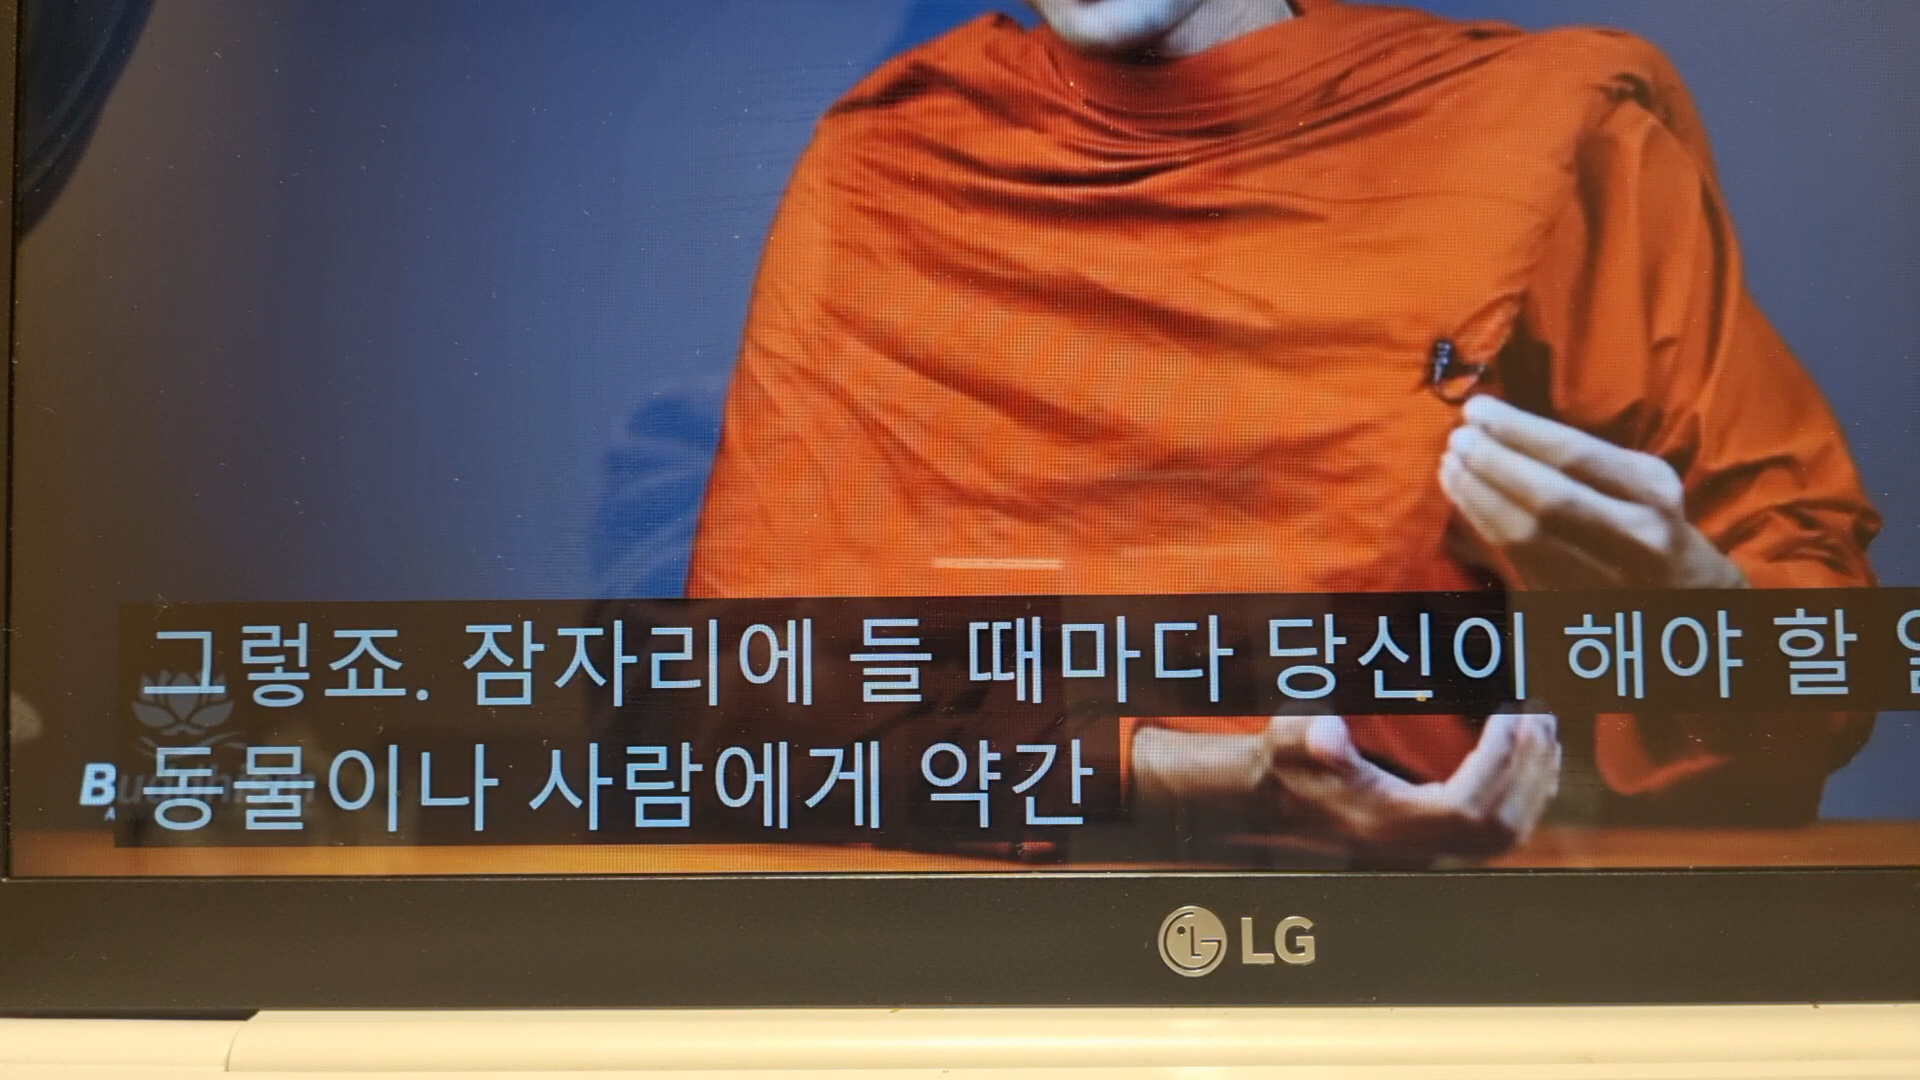 그렇죠. 잠자리에 들 때마다 당신이 해야 할
동물이나 사람에게 약간
Buddhism
LG